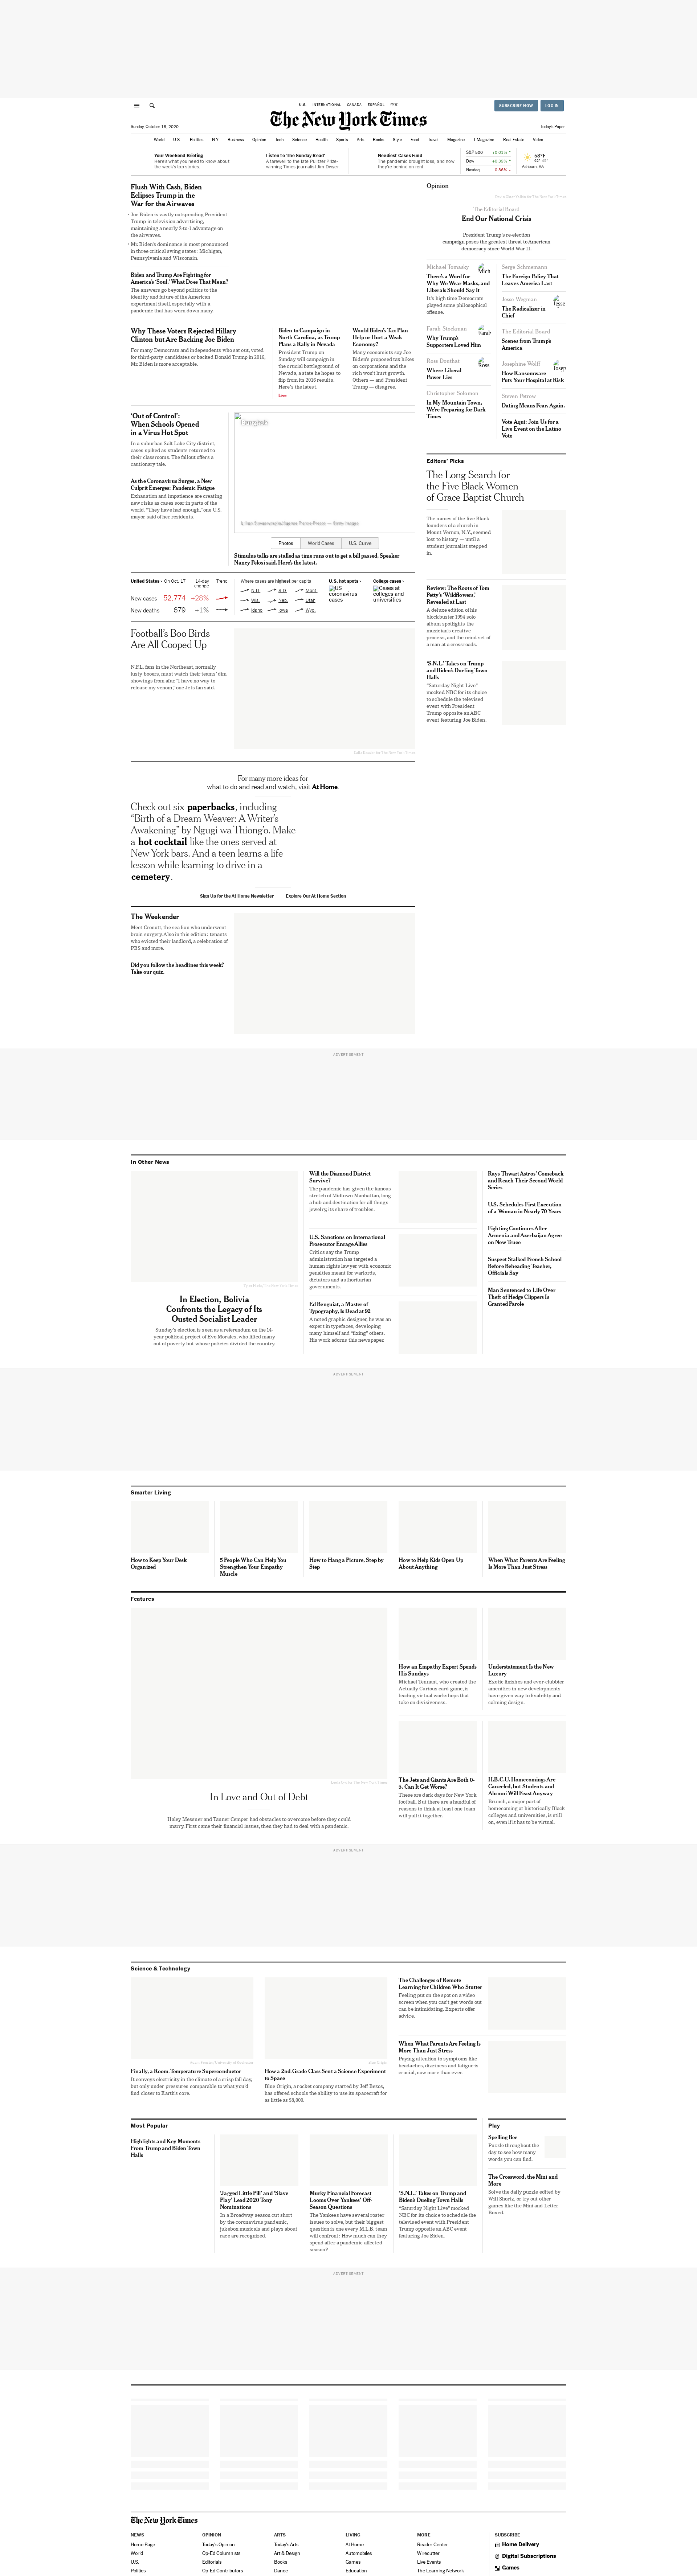 U.S.
INTERNATIONAL
CANADA
ESPAÑOL
中文
SUBSCRIBE NOW
LOG IN
The New York Times
Sunday, October 18, 2020
Today's Paper
World
U.S.
Politics
N.Y.
Business
Opinion
Tech
Science
Health
Sports
Arts
Books
Style
Food
Travel
Magazine
T Magazine
Real Estate
Video
Your Weekend Briefing
Here's what you need to know about
the week's top stories.
Listen to 'The Sunday Read'
A farewell to the late Pulitzer Prize-
winning Times journalist Jim Dwyer.
Neediest Cases Fund
The pandemic brought loss, and now
they're behind on rent.
S&P 500 +0.01% ↑
Dow +0.39% ↑
Nasdaq -0.36% ↓
58°F
Ashburn, VA
Flush With Cash, Biden
Eclipses Trump in the
War for the Airwaves
• Joe Biden is vastly outspending President
Trump in television advertising,
maintaining a nearly 2-to-1 advantage on
the airwaves.
• Mr. Biden's dominance is most pronounced
in three critical swing states: Michigan,
Pennsylvania and Wisconsin.
Biden and Trump Are Fighting for
America's 'Soul.' What Does That Mean?
The answers go beyond politics to the
identity and future of the American
experiment itself, especially with a
pandemic that has worn down many.
Why These Voters Rejected Hillary
Clinton but Are Backing Joe Biden
For many Democrats and independents who sat out, voted
for third-party candidates or backed Donald Trump in 2016,
Mr. Biden is more acceptable.
Biden to Campaign in
North Carolina, as Trump
Plans a Rally in Nevada
President Trump on
Sunday will campaign in
the crucial battleground of
Nevada, a state he hopes to
flip from its 2016 results.
Here's the latest.
Live
Would Biden's Tax Plan
Help or Hurt a Weak
Economy?
Many economists say Joe
Biden's proposed tax hikes
on corporations and the
rich won't hurt growth.
Others — and President
Trump — disagree.
'Out of Control':
When Schools Opened
in a Virus Hot Spot
In a suburban Salt Lake City district,
cases spiked as students returned to
their classrooms. The fallout offers a
cautionary tale.
As the Coronavirus Surges, a New
Culprit Emerges: Pandemic Fatigue
Exhaustion and impatience are creating
new risks as cases soar in parts of the
world. "They have had enough," one U.S.
mayor said of her residents.
Bangkok
Lillian Suwanrumpha/Agence France-Presse — Getty Images
Photos
World Cases
U.S. Curve
Stimulus talks are stalled as time runs out to get a bill passed, Speaker
Nancy Pelosi said. Here's the latest.
United States › On Oct. 17
14-day
change
Trend
New cases 52,774 +28%
New deaths 679 +1%
Where cases are highest per capita
N.D.
S.D.
Mont.
Wis.
Neb.
Utah
Idaho
Iowa
Wyo.
U.S. hot spots ›
US
coronavirus
cases
College cases ›
Cases at
colleges and
universities
Football's Boo Birds
Are All Cooped Up
N.F.L. fans in the Northeast, normally
lusty booers, must watch their teams' dim
showings from afar. "I have no way to
release my venom," one Jets fan said.
For many more ideas for
what to do and read and watch, visit At Home.
Check out six paperbacks, including
"Birth of a Dream Weaver: A Writer's
Awakening" by Ngugi wa Thiong'o. Make
a hot cocktail like the ones served at
New York bars. And a teen learns a life
lesson while learning to drive in a
cemetery.
Sign Up for the At Home Newsletter
Explore Our At Home Section
The Weekender
Meet Cronutt, the sea lion who underwent
brain surgery. Also in this edition: tenants
who evicted their landlord, a celebration of
PBS and more.
Did you follow the headlines this week?
Take our quiz.
Opinion
The Editorial Board
End Our National Crisis
President Trump's re-election
campaign poses the greatest threat to American
democracy since World War II.
Michael Tomasky
There's a Word for
Why We Wear Masks, and
Liberals Should Say It
It's high time Democrats
played some philosophical
offense.
Farah Stockman
Why Trump's
Supporters Loved Him
Ross Douthat
Where Liberal
Power Lies
Christopher Solomon
In My Mountain Town,
We're Preparing for Dark
Times
Serge Schmemann
The Foreign Policy That
Leaves America Last
Jesse Wegman
The Radicalizer in
Chief
The Editorial Board
Scenes from Trump's
America
Josephine Wolff
How Ransomware
Puts Your Hospital at Risk
Steven Petrow
Dating Means Fear. Again.
Vote Aquí: Join Us for a
Live Event on the Latino
Vote
Editors' Picks
The Long Search for
the Five Black Women
of Grace Baptist Church
The names of the five Black
founders of a church in
Mount Vernon, N.Y., seemed
lost to history — until a
student journalist stepped
in.
Review: The Roots of Tom
Petty's 'Wildflowers,'
Revealed at Last
A deluxe edition of his
blockbuster 1994 solo
album spotlights the
musician's creative
process, and the mind-set of
a man at a crossroads.
'S.N.L.' Takes on Trump
and Biden's Dueling Town
Halls
"Saturday Night Live"
mocked NBC for its choice
to schedule the televised
event with President
Trump opposite an ABC
event featuring Joe Biden.
ADVERTISEMENT
In Other News
In Election, Bolivia
Confronts the Legacy of Its
Ousted Socialist Leader
Sunday's election is seen as a referendum on the 14-
year political project of Evo Morales, who lifted many
out of poverty but whose policies divided the country.
Will the Diamond District
Survive?
The pandemic has given the famous
stretch of Midtown Manhattan, long
a hub and destination for all things
jewelry, its share of troubles.
U.S. Sanctions on International
Prosecutor Enrage Allies
Critics say the Trump
administration has targeted a
human rights lawyer with economic
penalties meant for warlords,
dictators and authoritarian
governments.
Ed Benguiat, a Master of
Typography, Is Dead at 92
A noted graphic designer, he was an
expert in typefaces, developing
many himself and "fixing" others.
His work adorns this newspaper.
Rays Thwart Astros' Comeback
and Reach Their Second World
Series
U.S. Schedules First Execution
of a Woman in Nearly 70 Years
Fighting Continues After
Armenia and Azerbaijan Agree
on New Truce
Suspect Stalked French School
Before Beheading Teacher,
Officials Say
Man Sentenced to Life Over
Theft of Hedge Clippers Is
Granted Parole
ADVERTISEMENT
Smarter Living
How to Keep Your Desk
Organized
5 People Who Can Help You
Strengthen Your Empathy
Muscle
How to Hang a Picture, Step by
Step
How to Help Kids Open Up
About Anything
When What Parents Are Feeling
Is More Than Just Stress
Features
In Love and Out of Debt
Haley Messner and Tanner Cemper had obstacles to overcome before they could
marry. First came their financial issues, then they had to deal with a pandemic.
How an Empathy Expert Spends
His Sundays
Michael Tennant, who created the
Actually Curious card game, is
leading virtual workshops that
take on divisiveness.
Understatement Is the New
Luxury
Exotic finishes and ever-clubbier
amenities in new developments
have given way to livability and
calming design.
The Jets and Giants Are Both 0-
5. Can It Get Worse?
These are dark days for New York
football. But there are a handful of
reasons to think at least one team
will pull it together.
H.B.C.U. Homecomings Are
Canceled, but Students and
Alumni Will Feast Anyway
Brunch, a major part of
homecoming at historically Black
colleges and universities, is still
on, even if it has to be virtual.
ADVERTISEMENT
Science & Technology
Finally, a Room-Temperature Superconductor
It conveys electricity in the climate of a crisp fall day,
but only under pressures comparable to what you'd
find closer to Earth's core.
How a 2nd-Grade Class Sent a Science Experiment
to Space
Blue Origin, a rocket company started by Jeff Bezos,
has offered schools the ability to use its spacecraft for
as little as $8,000.
The Challenges of Remote
Learning for Children Who Stutter
Feeling put on the spot on a video
screen when you can't get words out
can be intimidating. Experts offer
advice.
When What Parents Are Feeling Is
More Than Just Stress
Paying attention to symptoms like
headaches, dizziness and fatigue is
crucial, now more than ever.
Most Popular
Highlights and Key Moments
From Trump and Biden Town
Halls
'Jagged Little Pill' and 'Slave
Play' Lead 2020 Tony
Nominations
In a Broadway season cut short
by the coronavirus pandemic,
jukebox musicals and plays about
race are recognized.
Murky Financial Forecast
Looms Over Yankees' Off-
Season Questions
The Yankees have several roster
issues to solve, but their biggest
question is one every M.L.B. team
will confront: How much can they
spend after a pandemic-affected
season?
'S.N.L.' Takes on Trump and
Biden's Dueling Town Halls
"Saturday Night Live" mocked
NBC for its choice to schedule the
televised event with President
Trump opposite an ABC event
featuring Joe Biden.
Play
Spelling Bee
Puzzle throughout the
day to see how many
words you can find.
The Crossword, the Mini and
More
Solve the daily puzzle edited by
Will Shortz, or try out other
games like the Mini and Letter
Boxed.
ADVERTISEMENT
The New York Times
NEWS
Home Page
World
U.S.
Politics
OPINION
Today's Opinion
Op-Ed Columnists
Editorials
Op-Ed Contributors
ARTS
Today's Arts
Art & Design
Books
Dance
LIVING
At Home
Automobiles
Games
Education
MORE
Reader Center
Wirecutter
Live Events
The Learning Network
SUBSCRIBE
Home Delivery
Digital Subscriptions
Games